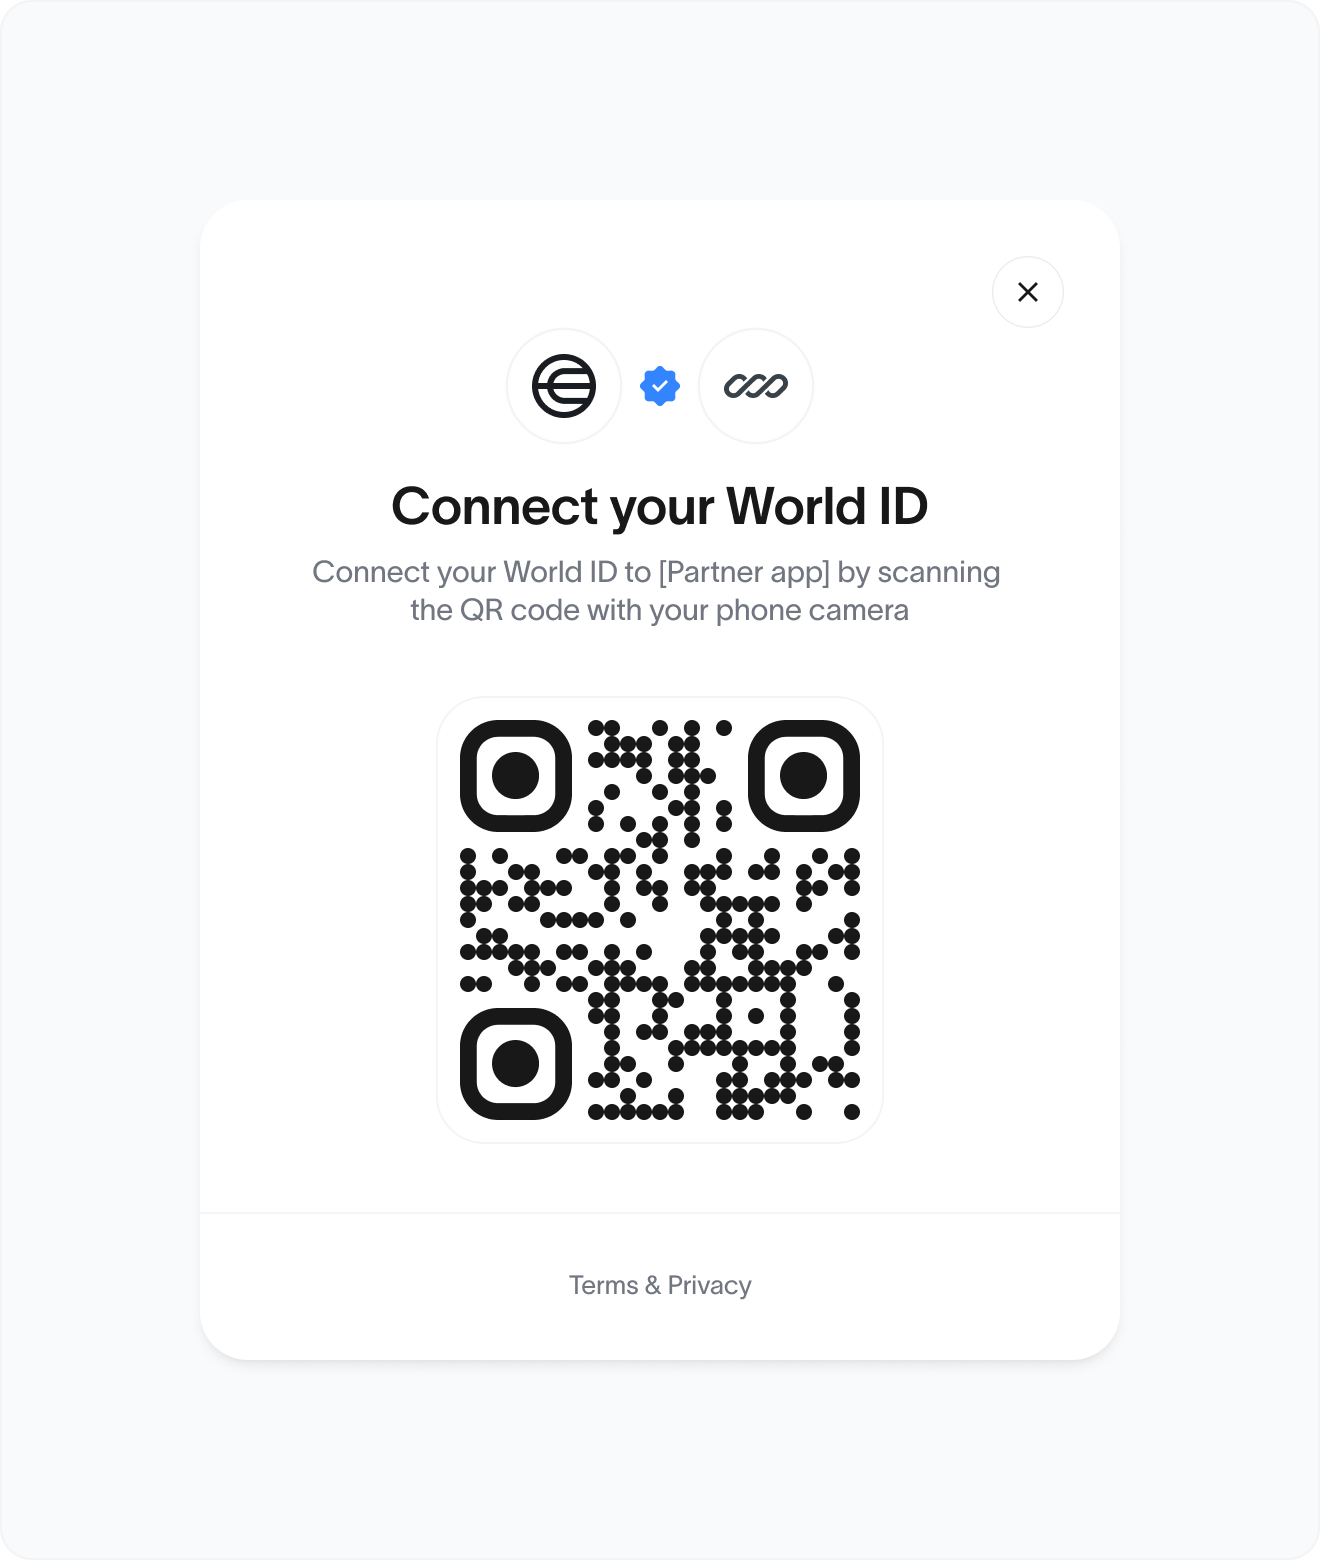 Connect your World ID
Connect your World ID to [Partner app] by scanning
the QR code with your phone camera
Terms & Privacy